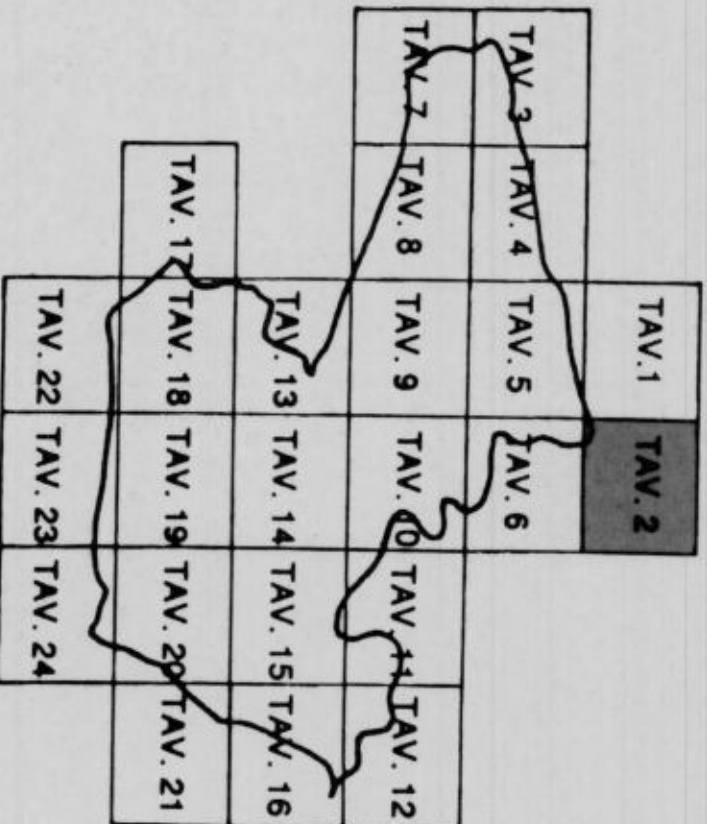 TAV.1 TAV. 2
TAV. 3 TAV. 4 TAV. 5 TAV. 6
TAV. 7 TAV. 8 TAV. 9 TAV. 10 TAV. 11 TAV. 12
TAV. 13 TAV. 14 TAV. 15 TAV. 16
TAV. 17 TAV. 18 TAV. 19 TAV. 20 TAV. 21
TAV. 22 TAV. 23 TAV. 24